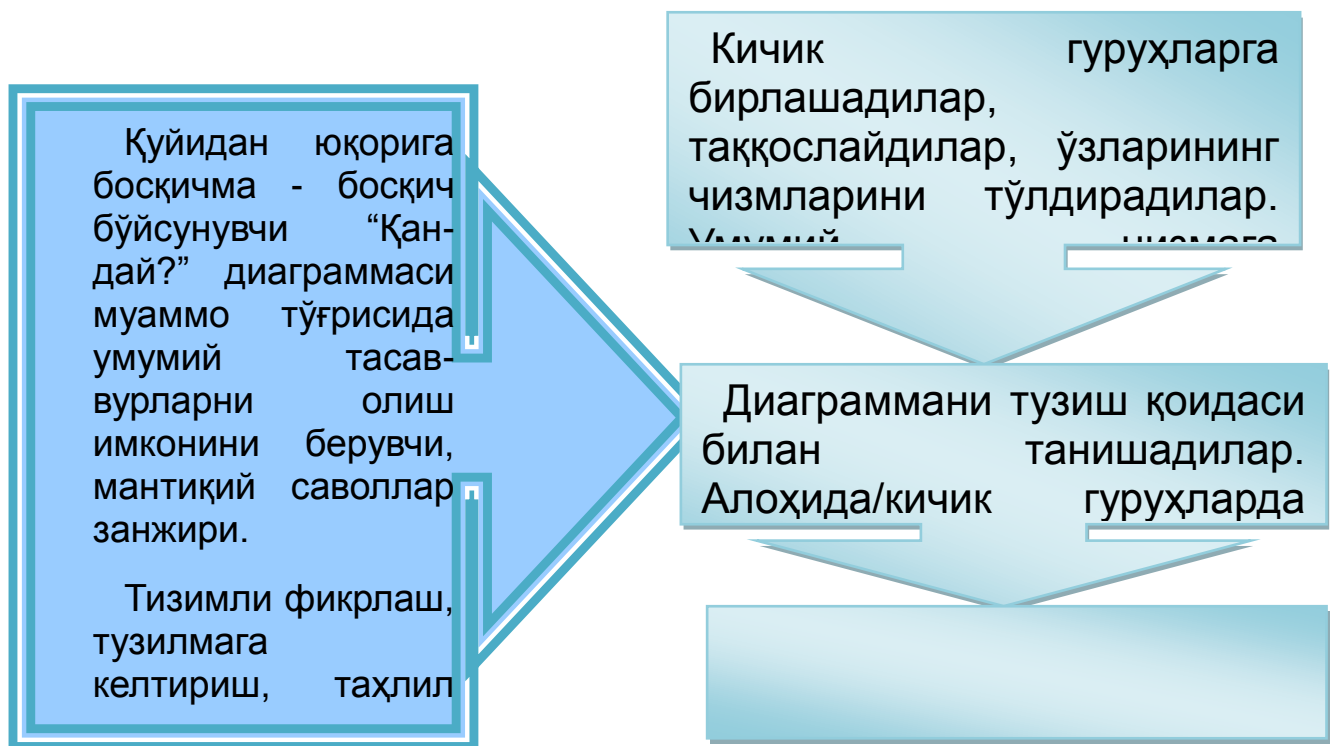 Қуйидан юқорига
босқичма - босқич
бўйсунувчи “Қан-
дай?” диаграммаси
муаммо тўғрисида
умумий тасав-
вурларни олиш
имконини берувчи,
мантиқий саволлар
занжири.
Тизимли фикрлаш,
тузилмага
келтириш, таҳлил
Кичик гуруҳларга
бирлашадилар,
таққослайдилар, ўзларининг
чизмларини тўлдирадилар.
Умумий чизмага
Диаграммани тузиш қоидаси
билан танишадилар.
Алоҳида/кичик гуруҳларда